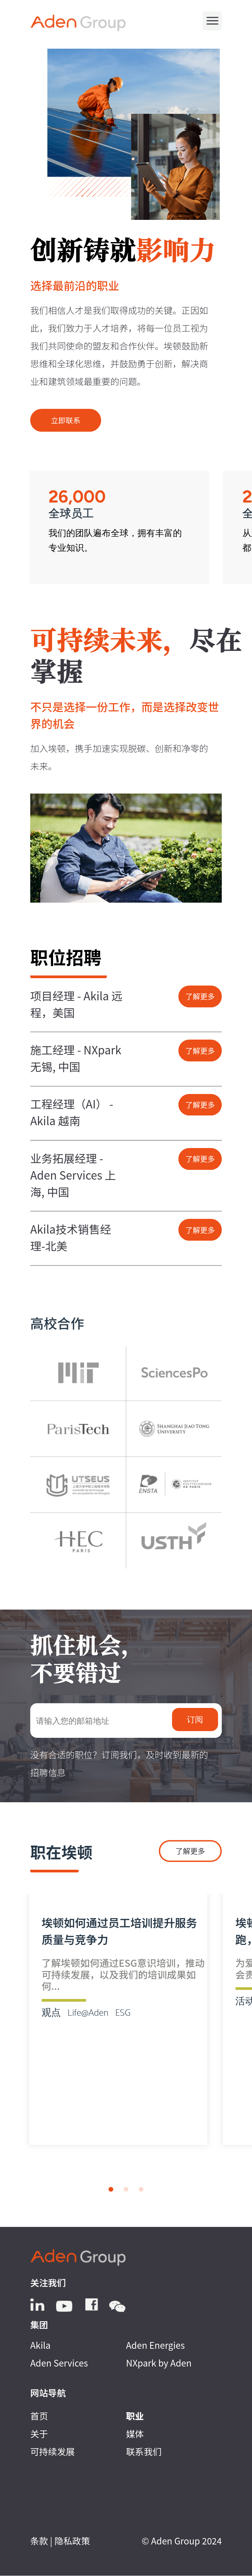 Aden Group
创新铸就影响力
选择最前沿的职业
我们相信人才是我们取得成功的关键。正因如
此，我们致力于人才培养，将每一位员工视为
我们共同使命的盟友和合作伙伴。埃顿鼓励新
思维和全球化思维，并鼓励勇于创新，解决商
业和建筑领域最重要的问题。
立即联系
26,000
全球员工
我们的团队遍布全球，拥有丰富的
专业知识。
2
全
从
都
可持续未来，尽在
掌握
不只是选择一份工作，而是选择改变世
界的机会
加入埃顿，携手加速实现脱碳、创新和净零的
未来。
职位招聘
项目经理 - Akila 远
程，美国
了解更多
施工经理 - NXpark
无锡, 中国
了解更多
工程经理（AI） -
Akila 越南
了解更多
业务拓展经理 -
Aden Services 上
海, 中国
了解更多
Akila技术销售经
理-北美
了解更多
高校合作
MIT
SciencesPo
ParisTech
SHANGHAI JIAO TONG
UNIVERSITY
UTSEUS
ENSTA
INSTITUT
POLYTECHNIQUE
DE PARIS
HEC
PARIS
USTH
抓住机会，
不要错过
请输入您的邮箱地址
订阅
没有合适的职位？订阅我们，及时收到最新的
招聘信息
职在埃顿
了解更多
埃顿如何通过员工培训提升服务
质量与竞争力
了解埃顿如何通过ESG意识培训，推动
可持续发展，以及我们的培训成果如
何...
观点 Life@Aden ESG
埃顿
跑，
为爱
会责
活动
Aden Group
关注我们
集团
Akila
Aden Energies
Aden Services
NXpark by Aden
网站导航
首页
职业
关于
媒体
可持续发展
联系我们
条款 | 隐私政策
© Aden Group 2024